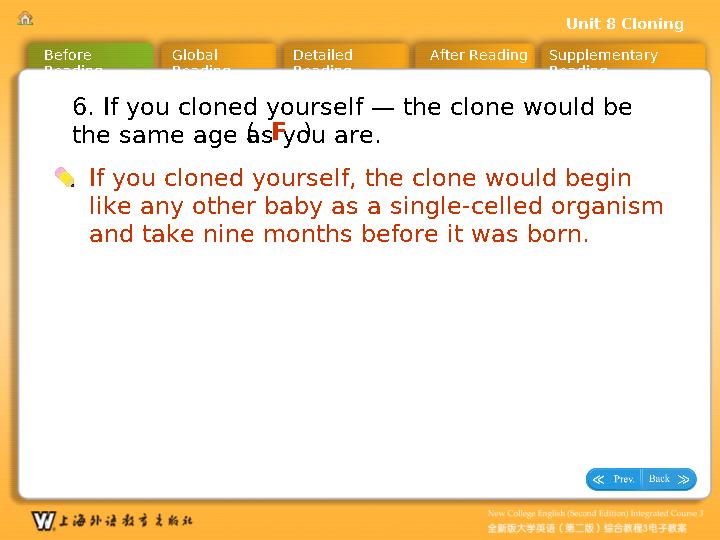 Unit 8 Cloning
Before Reading
Global Reading
Detailed Reading
After Reading
Supplementary Reading
6. If you cloned yourself — the clone would be
the same age as you are.
( F )
If you cloned yourself, the clone would begin
like any other baby as a single-celled organism
and take nine months before it was born.
Prev.
Back
上海外语教育出版社
New College English (Second Edition) Integrated Course 3
全新版大学英语（第二版）综合教程3电子教案